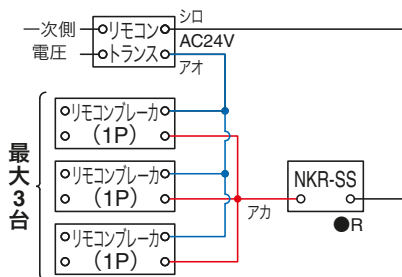 シロ
一次側 リモコン
AC24V
電圧 トランス
アオ
リモコンブレーカ
(1P)
リモコンブレーカ
(1P)
リモコンブレーカ
(1P)
最大3台
アカ
NKR-SS
●R